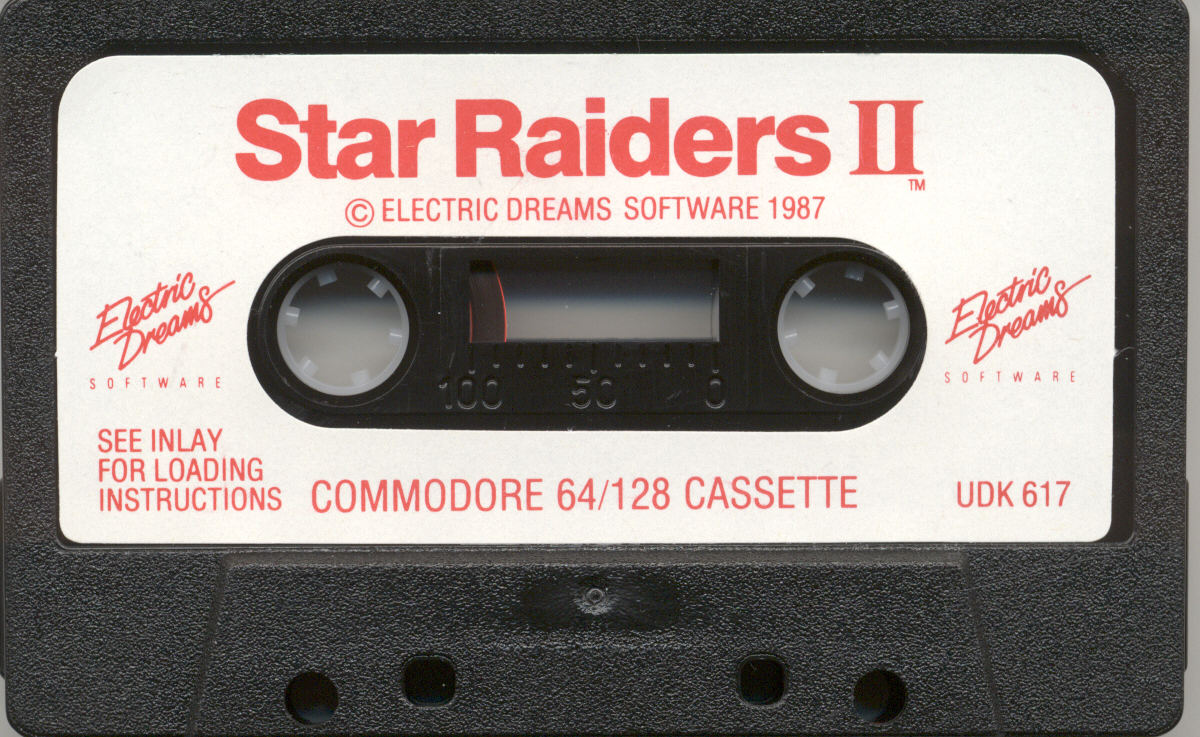 Star Raiders II
TM
© ELECTRIC DREAMS SOFTWARE 1987
Electric
Dreams
SOFTWARE
Electric
Dreams
SOFTWARE
100 50 0
SEE INLAY
FOR LOADING
INSTRUCTIONS
COMMODORE 64/128 CASSETTE
UDK 617